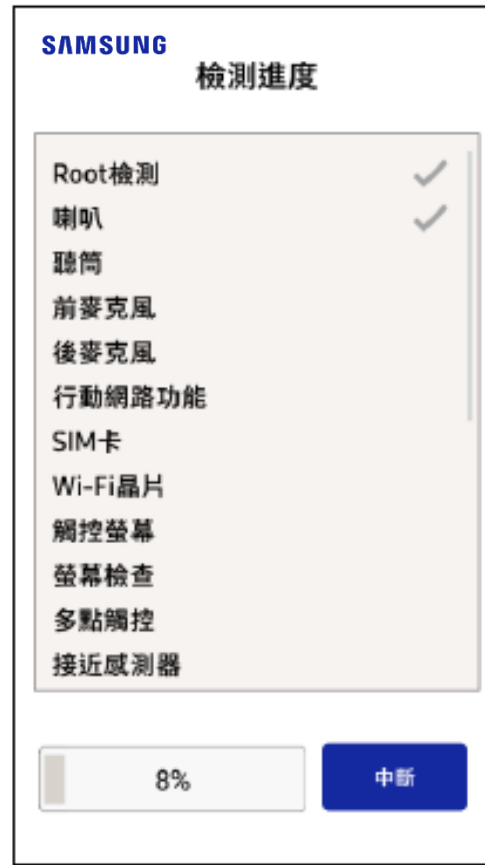 SAMSUNG
檢測進度
Root檢測
喇叭
聽筒
前麥克風
後麥克風
行動網路功能
SIM卡
Wi-Fi晶片
觸控螢幕
螢幕檢查
多點觸控
接近感測器
8%
中斷